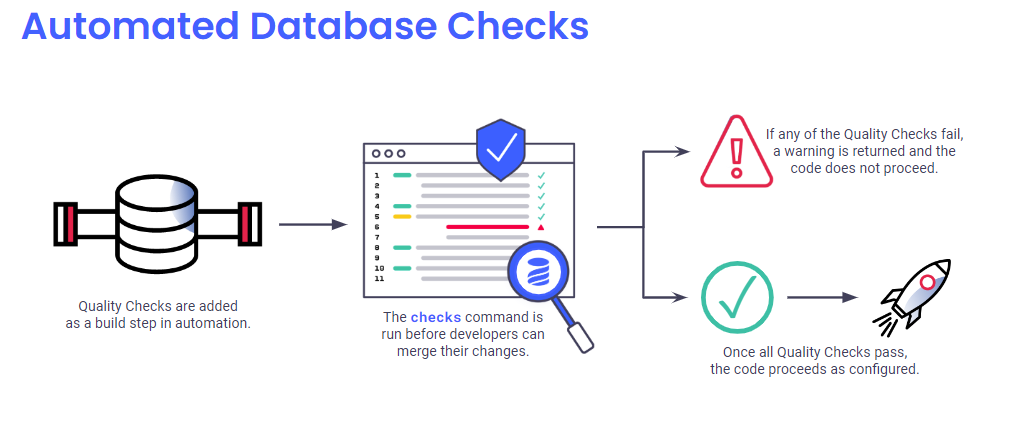 Automated Database Checks
1
2
3
4
5
6
7
8
9
10
11
Quality Checks are added
as a build step in automation.
The checks command is
run before developers can
merge their changes.
If any of the Quality Checks fail,
a warning is returned and the
code does not proceed.
Once all Quality Checks pass,
the code proceeds as configured.